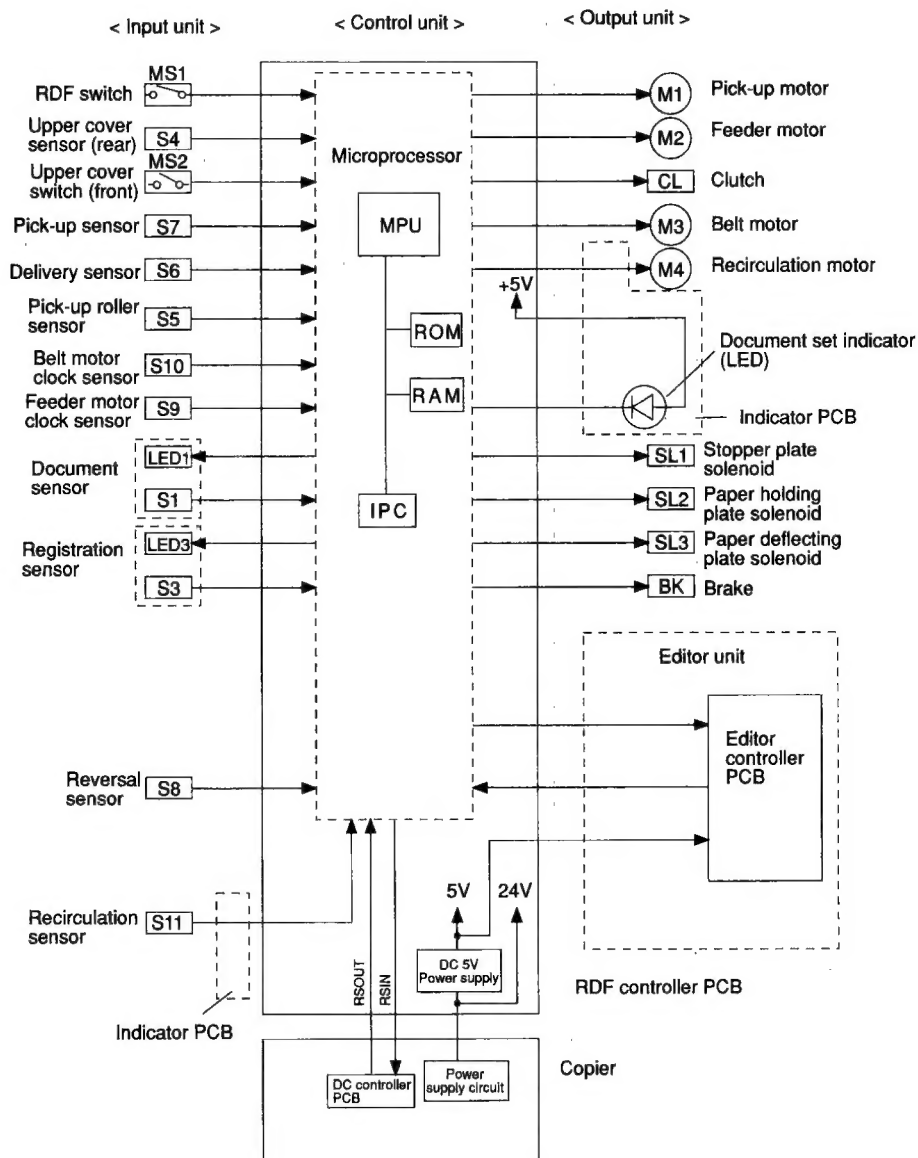 < Input unit >
< Control unit >
< Output unit >
RDF switch
MS1
Upper cover
sensor (rear)
S4
MS2
Upper cover
switch (front)
Pick-up sensor
S7
Delivery sensor
S6
Pick-up roller
sensor
S5
Belt motor
clock sensor
S10
Feeder motor
clock sensor
S9
Document
sensor
LED1
S1
Registration
sensor
LED3
S3
Reversal
sensor
S8
Recirculation
sensor
S11
Indicator PCB
Microprocessor
MPU
ROM
RAM
IPC
RSOUT
RSIN
5V
24V
DC 5V
Power supply
M1
Pick-up motor
M2
Feeder motor
CL
Clutch
M3
Belt motor
M4
Recirculation motor
+5V
Document set indicator
(LED)
Indicator PCB
SL1
Stopper plate
solenoid
SL2
Paper holding
plate solenoid
SL3
Paper deflecting
plate solenoid
BK
Brake
Editor unit
Editor
controller
PCB
RDF controller PCB
Copier
DC controller
PCB
Power
supply circuit